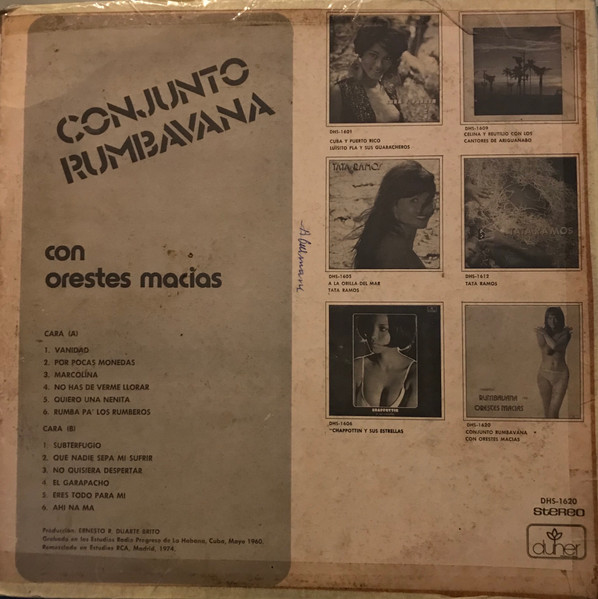 CONJUNTO
RUMBAVANA
con
orestes macias
CARA (A)
1. VANIDAD
2. POR POCAS MONEDAS
3. MARCOLINA
4. NO HAS DE VERME LLORAR
5. QUIERO UNA NENITA
6. RUMBA PA' LOS RUMBEROS
CARA (B)
1. SUBTERFUGIO
2. QUE NADIE SEPA MI SUFRIR
3. NO QUISIERA DESPERTAR
4. EL GARAPACHO
5. ERES TODO PARA MI
6. AHI NA MA
Producción: ERNESTO R. DUARTE BRITO
Grabado en los Estudios Radio Progreso de La Habana, Cuba, Mayo 1960.
Remezclado en Estudios RCA, Madrid, 1974.
DHS-1601
CUBA Y PUERTO RICO
LUISITO PLA Y SUS GUARACHEROS
DHS-1609
CELINA Y REUTILIO CON LOS
CANTORES DE ARIGUANABO
TATA RAMOS
DHS-1605
A LA ORILLA DEL MAR
TATA RAMOS
TATA RAMOS
DHS-1612
TATA RAMOS
CHAPPOTTIN
DHS-1606
"CHAPPOTTIN Y SUS ESTRELLAS
RUMBAVANA
ORESTES MACIAS
DHS-1620
CONJUNTO RUMBAVANA
CON ORESTES MACIAS
DHS-1620
STEREO
duher